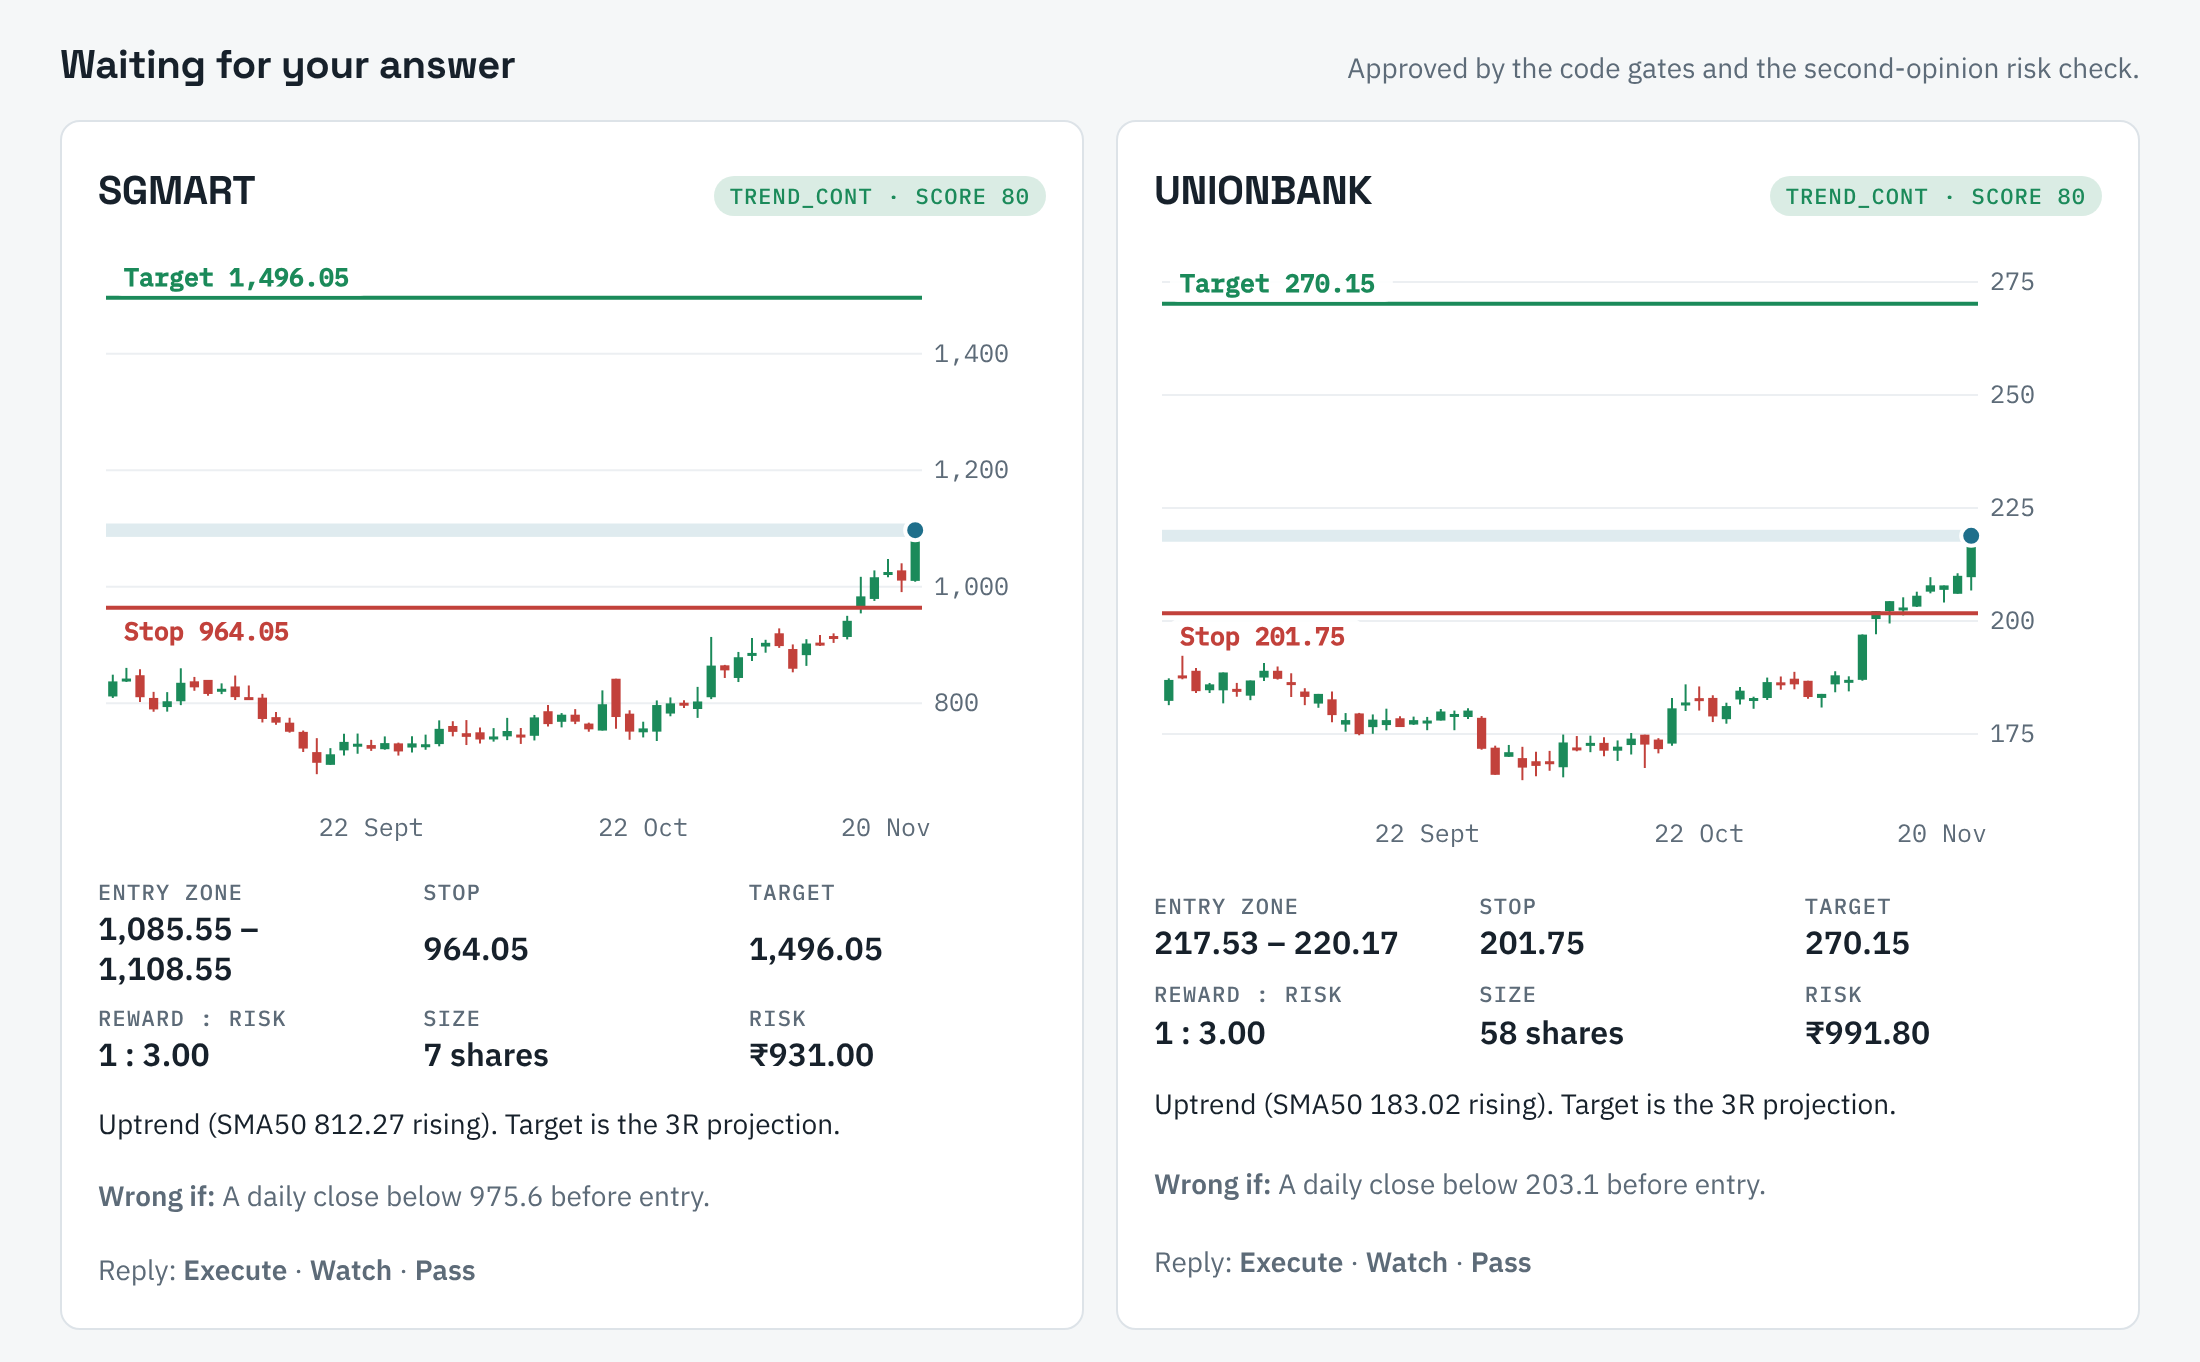 Waiting for your answer
Approved by the code gates and the second-opinion risk check.
SGMART
TREND_CONT · SCORE 80
Target 1,496.05
1,400
1,200
1,000
Stop 964.05
800
22 Sept
22 Oct
20 Nov
ENTRY ZONE
STOP
TARGET
1,085.55 –
1,108.55
964.05
1,496.05
REWARD : RISK
SIZE
RISK
1 : 3.00
7 shares
₹931.00
Uptrend (SMA50 812.27 rising). Target is the 3R projection.
Wrong if: A daily close below 975.6 before entry.
Reply: Execute · Watch · Pass
UNIONBANK
TREND_CONT · SCORE 80
275
Target 270.15
250
225
200
Stop 201.75
175
22 Sept
22 Oct
20 Nov
ENTRY ZONE
STOP
TARGET
217.53 – 220.17
201.75
270.15
REWARD : RISK
SIZE
RISK
1 : 3.00
58 shares
₹991.80
Uptrend (SMA50 183.02 rising). Target is the 3R projection.
Wrong if: A daily close below 203.1 before entry.
Reply: Execute · Watch · Pass